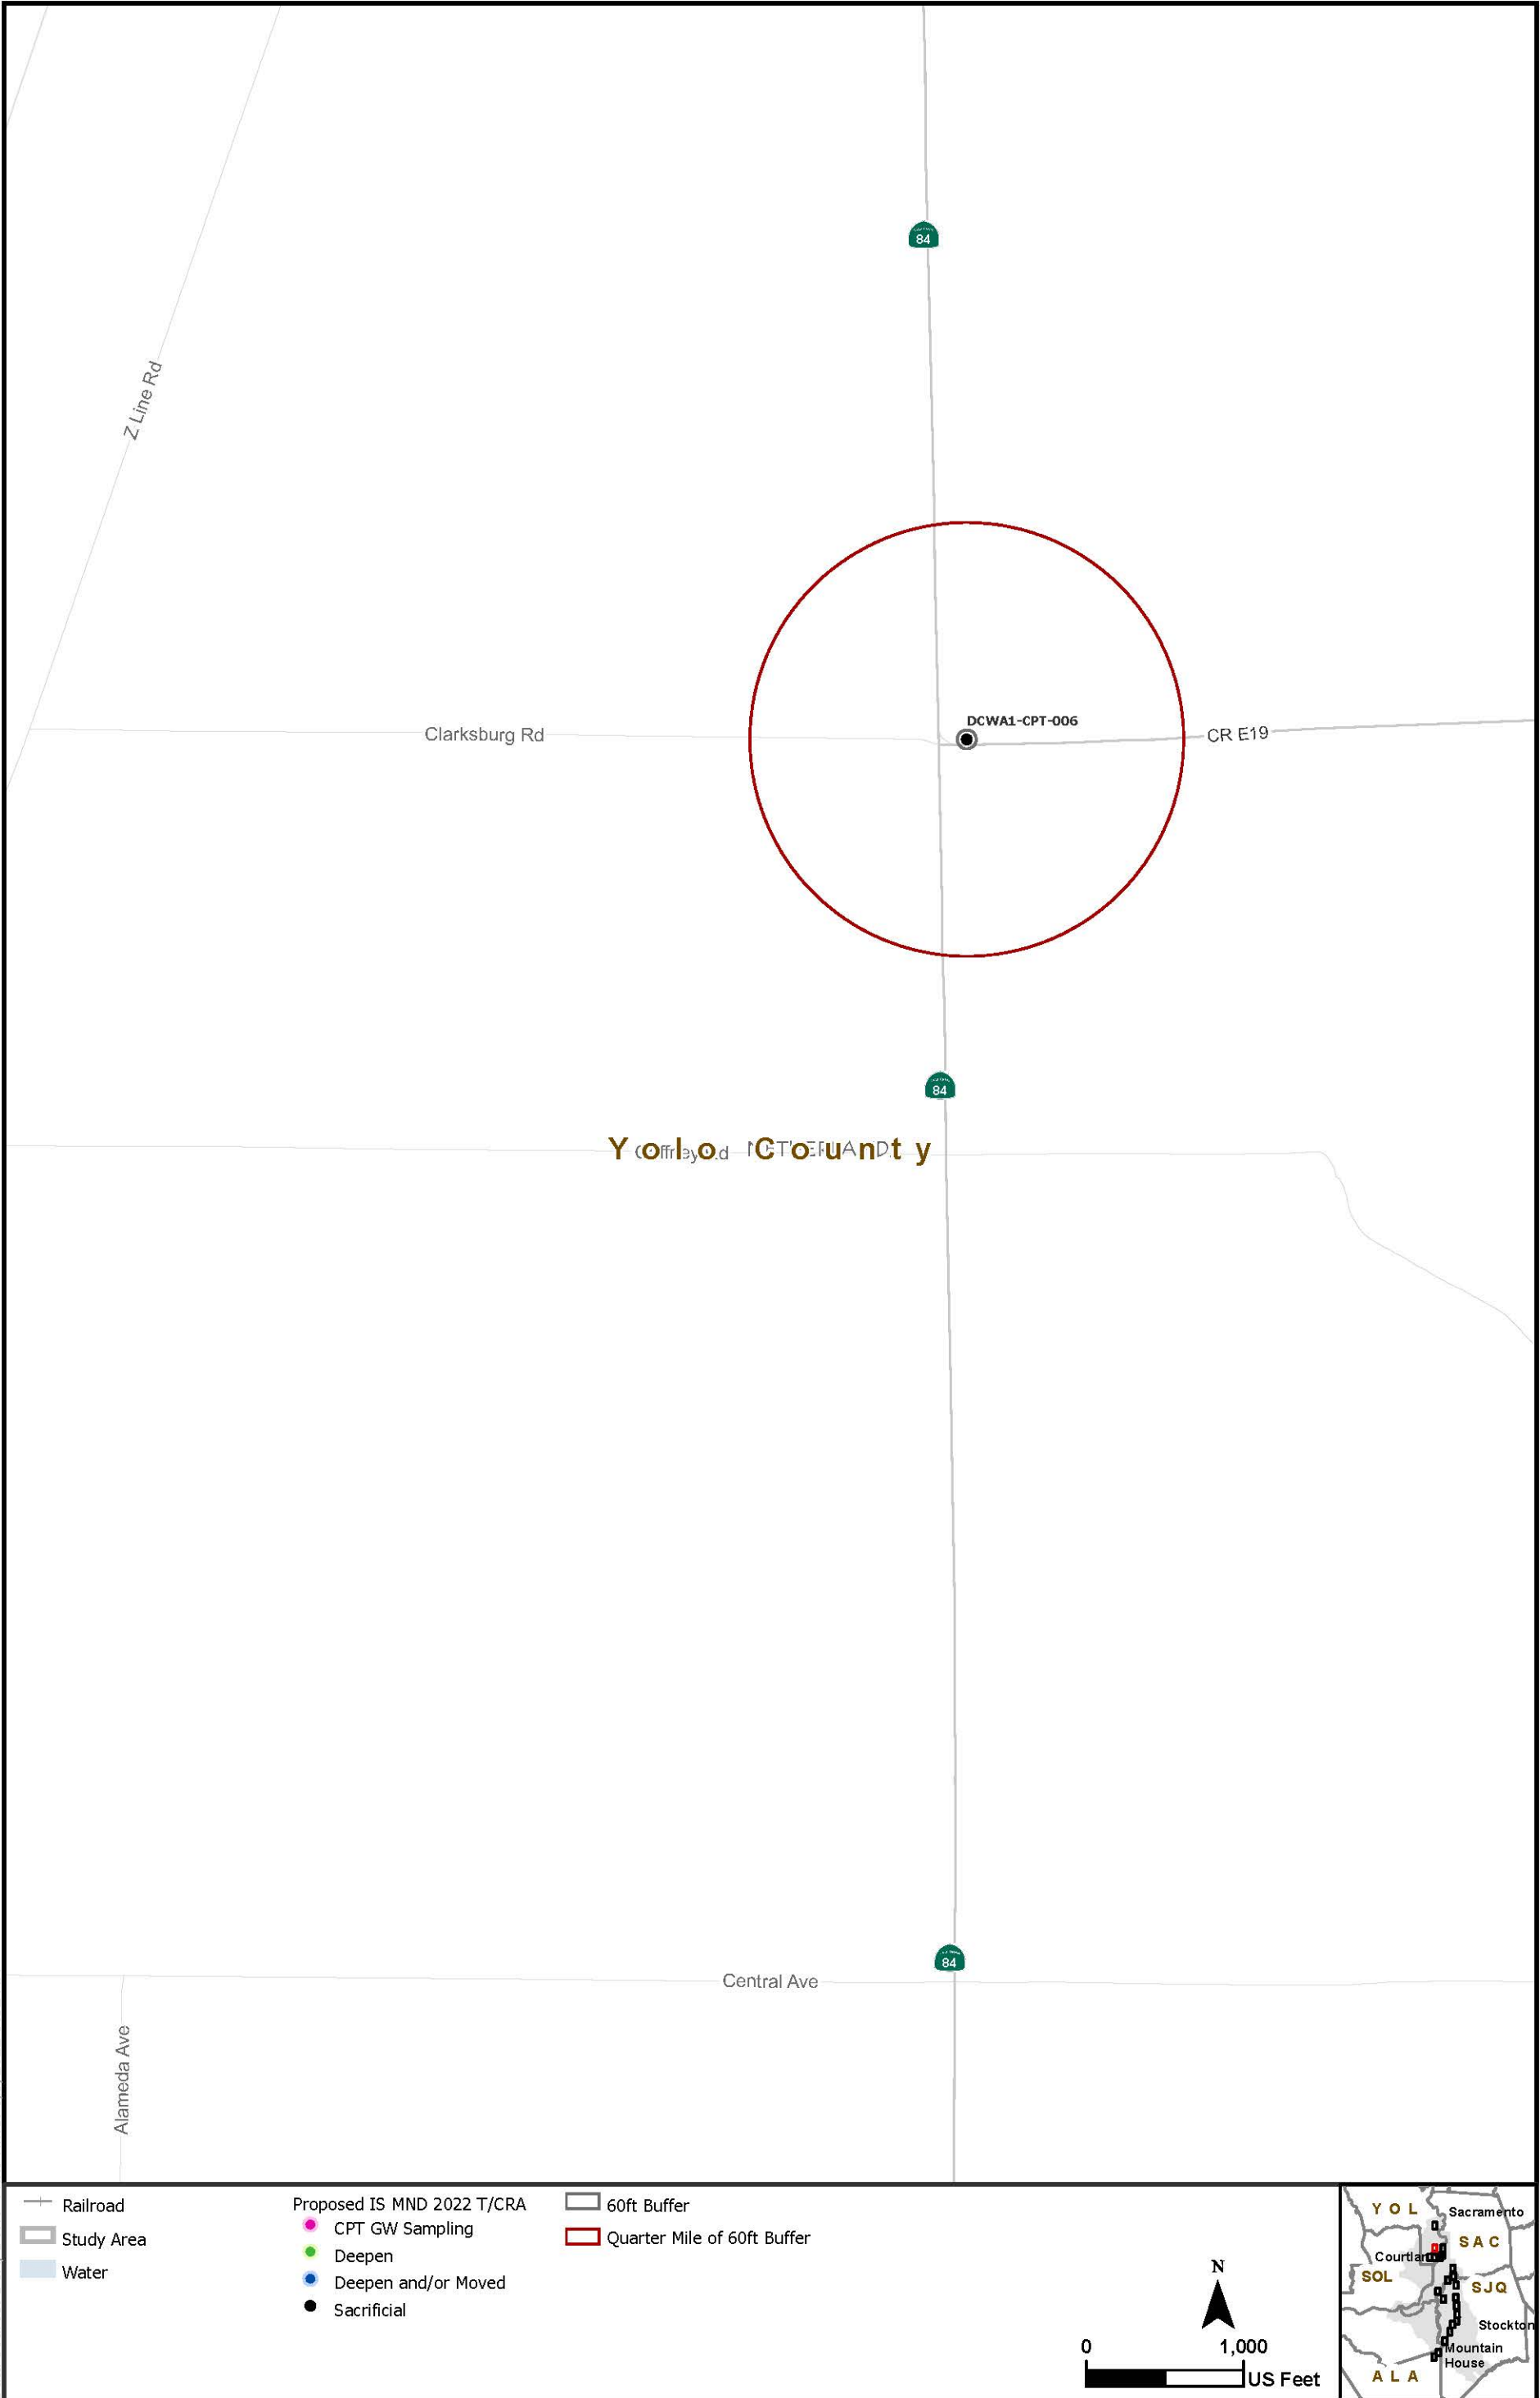 84
Z Line Rd
DCWA1-CPT-006
Clarksburg Rd
CR E19
84
Yolo County
84
Central Ave
Alameda Ave
Railroad
Study Area
Water
Proposed IS MND 2022 T/CRA
CPT GW Sampling
Deepen
Deepen and/or Moved
Sacrificial
60ft Buffer
Quarter Mile of 60ft Buffer
N
0 1,000
US Feet
YOL
Sacramento
SAC
SOL
SJQ
Stockton
Mountain
House
ALA